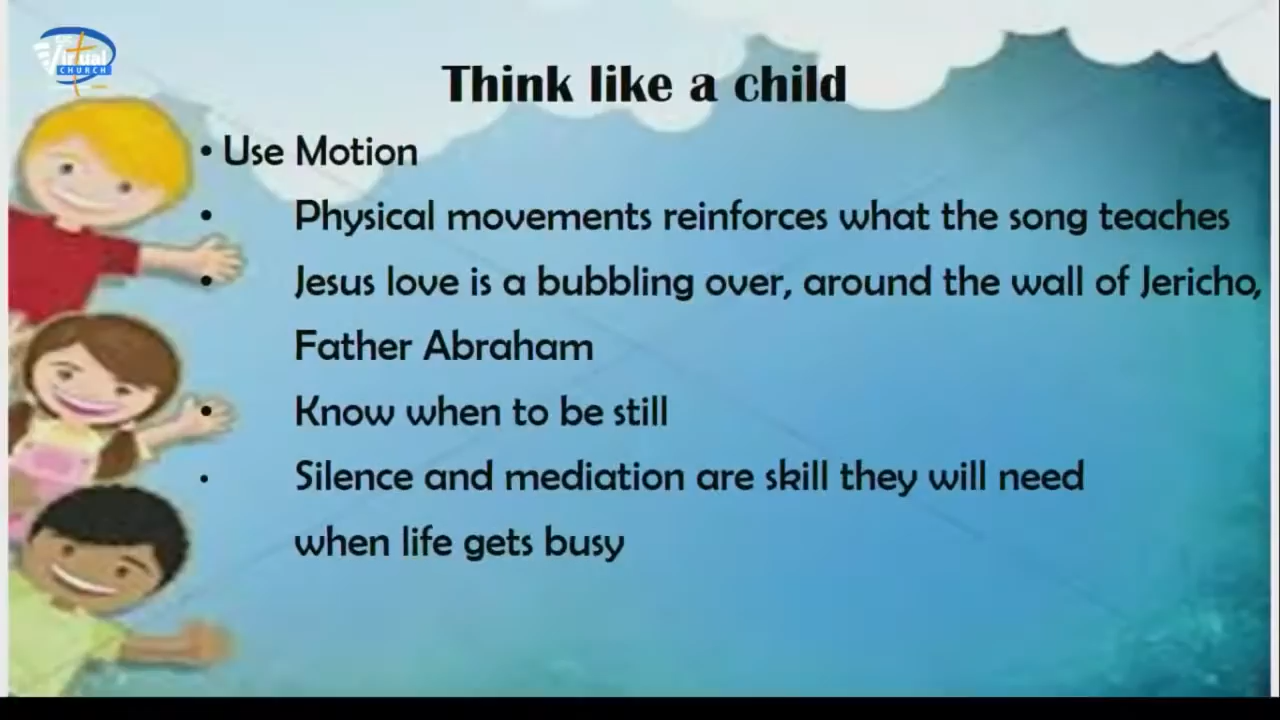 Virtual
CHURCH
Think like a child
• Use Motion
• Physical movements reinforces what the song teaches
• Jesus love is a bubbling over, around the wall of Jericho,
Father Abraham
• Know when to be still
• Silence and mediation are skill they will need
when life gets busy